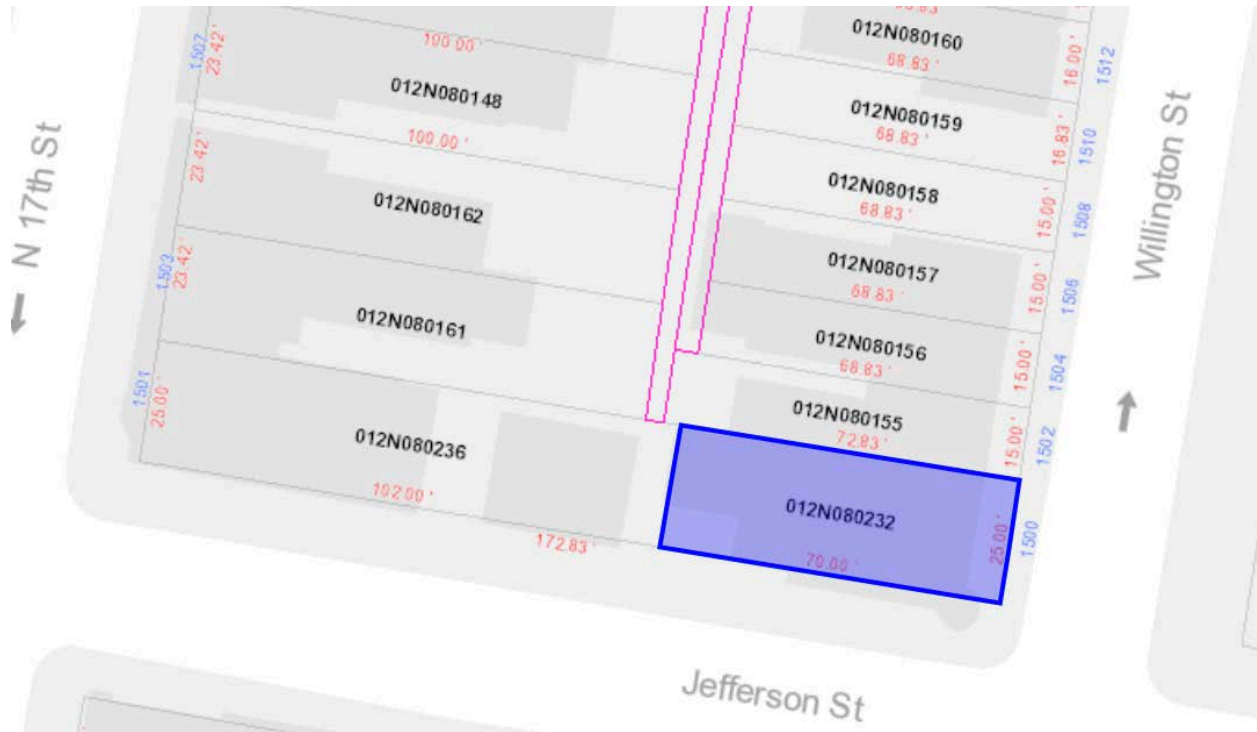 68.83
012N080160
68.83 '
16.00 '
1512
1507
23.42 '
100.00 '
012N080148
012N080159
68.83 '
16.83 '
1510
N 17th St
Willington St
100.00 '
23.42 '
012N080162
012N080158
68.83 '
15.00 '
1508
1503
23.42 '
012N080157
68.83 '
15.00 '
1506
012N080161
012N080156
68.83 '
15.00 '
1504
1501
25.00 '
012N080236
102.00 '
172.83 '
012N080155
72.83 '
15.00 '
1502
012N080232
70.00 '
25.00 '
1500
Jefferson St